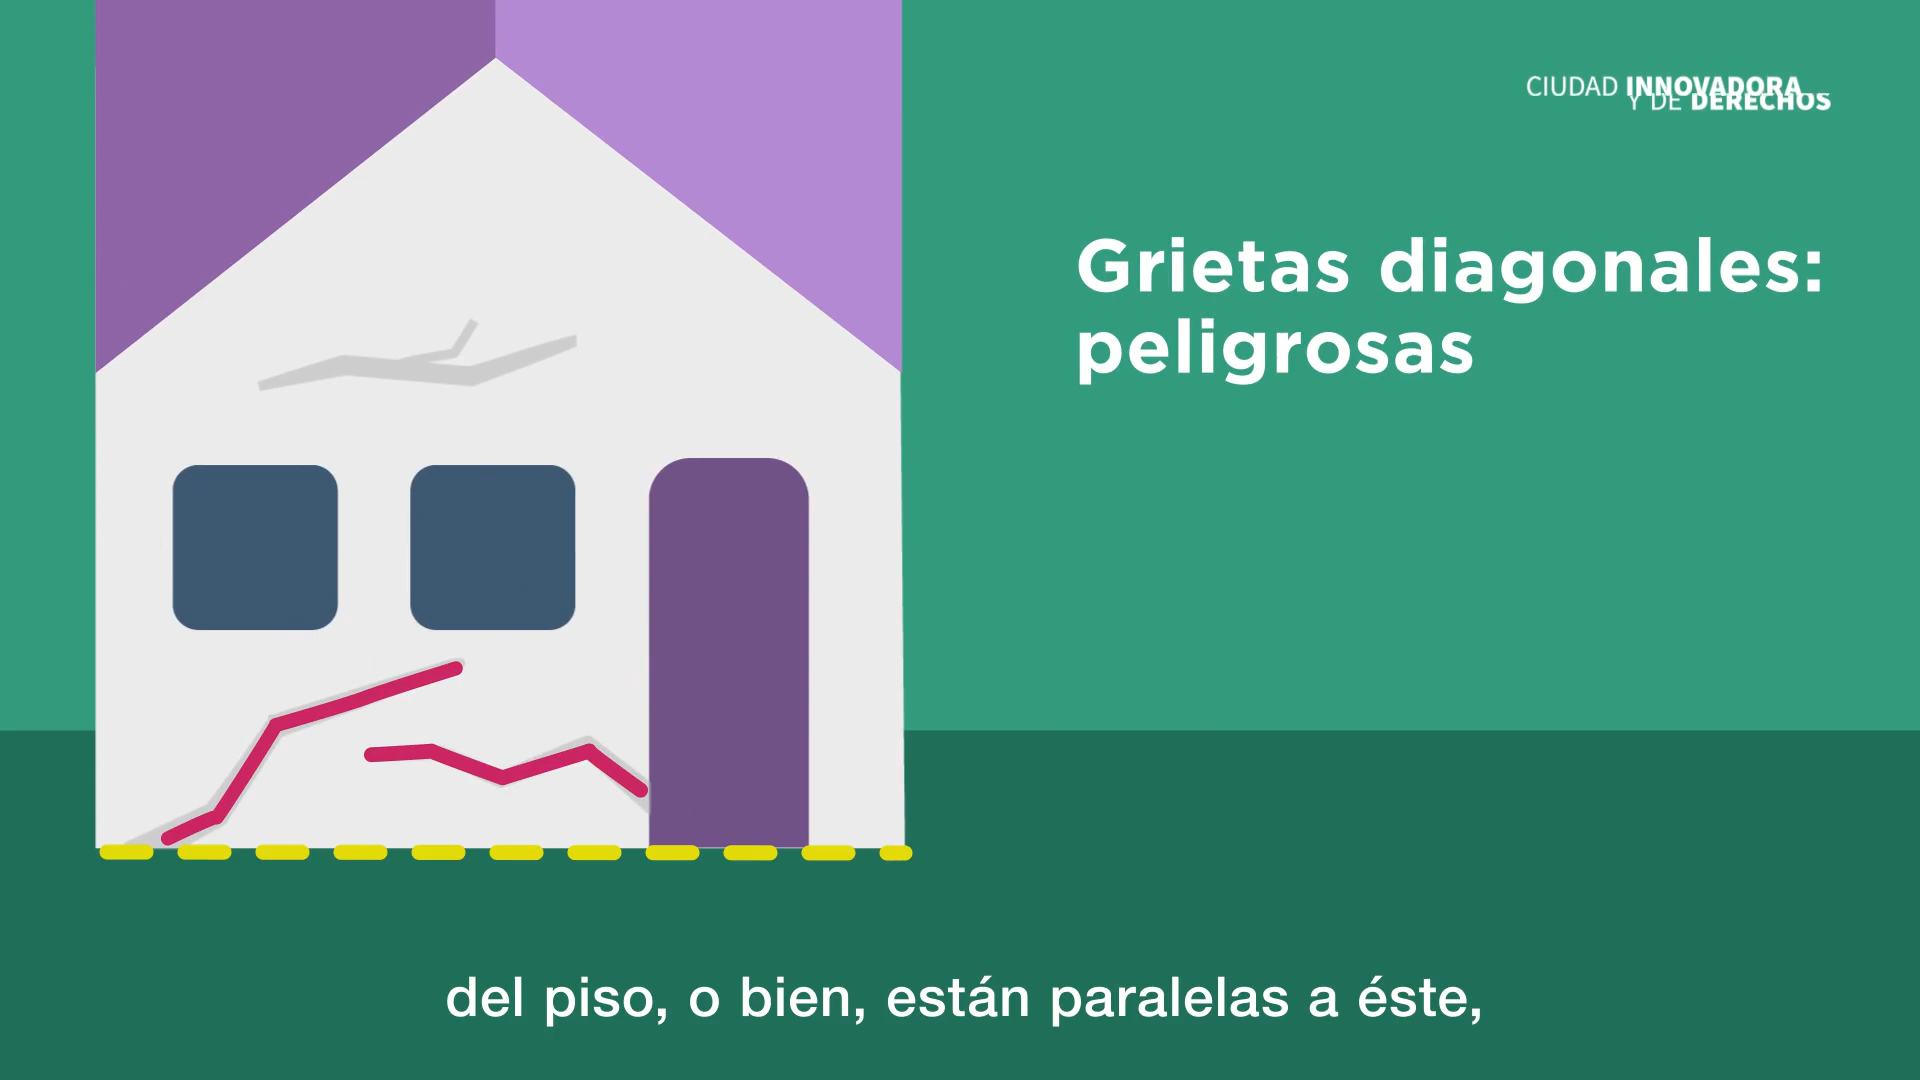 CIUDAD INNOVADORA
Y DE DERECHOS
Grietas diagonales:
peligrosas
del piso, o bien, están paralelas a éste,